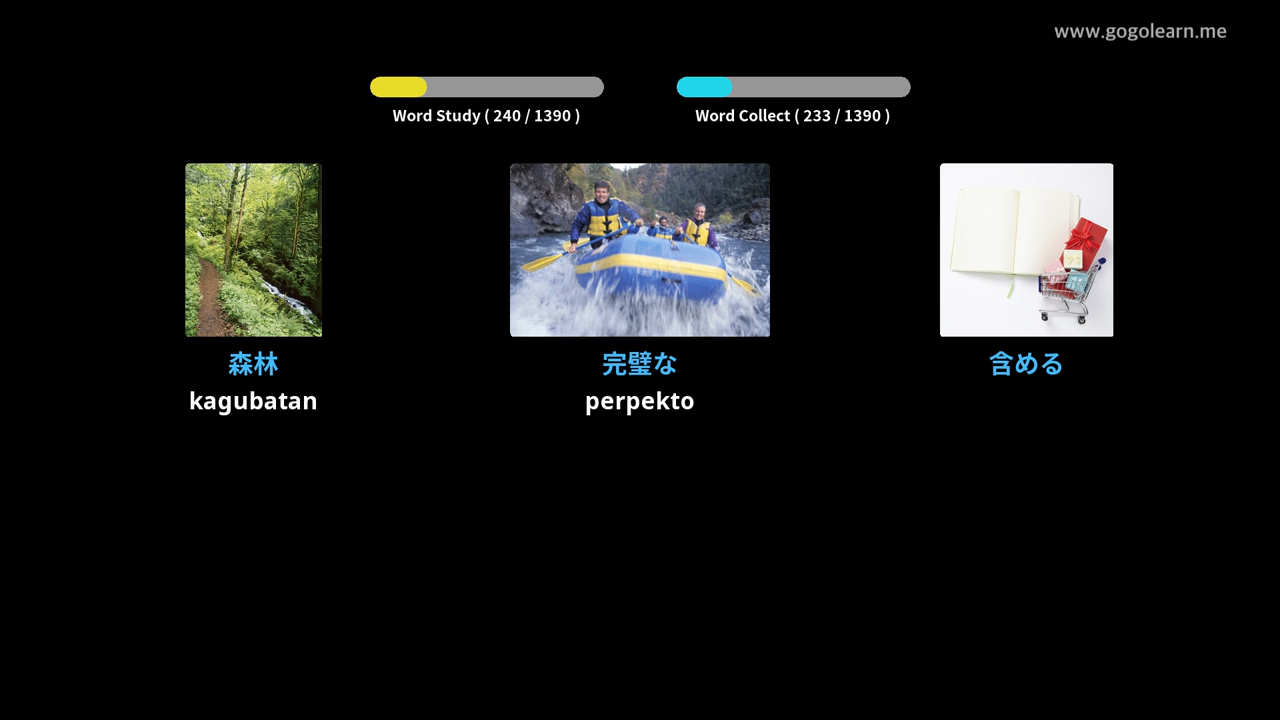 www.gogolearn.me
Word Study ( 240 / 1390 )
Word Collect ( 233 / 1390 )
森林
kagubatan
完璧な
perpekto
含める